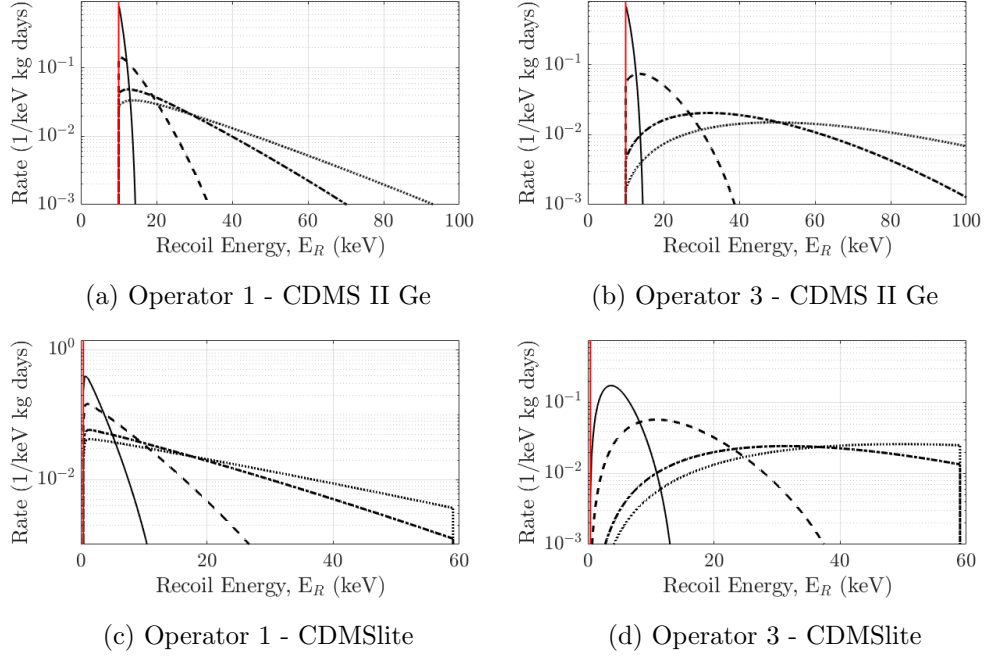 10⁻¹
10⁻²
10⁻³
0 20 40 60 80 100
Rate (1/keV kg days)
Recoil Energy, E_R (keV)
(a) Operator 1 - CDMS II Ge
10⁻¹
10⁻²
10⁻³
0 20 40 60 80 100
Rate (1/keV kg days)
Recoil Energy, E_R (keV)
(b) Operator 3 - CDMS II Ge
10⁰
10⁻²
0 20 40 60
Rate (1/keV kg days)
Recoil Energy, E_R (keV)
(c) Operator 1 - CDMSlite
10⁻¹
10⁻²
10⁻³
0 20 40 60
Rate (1/keV kg days)
Recoil Energy, E_R (keV)
(d) Operator 3 - CDMSlite